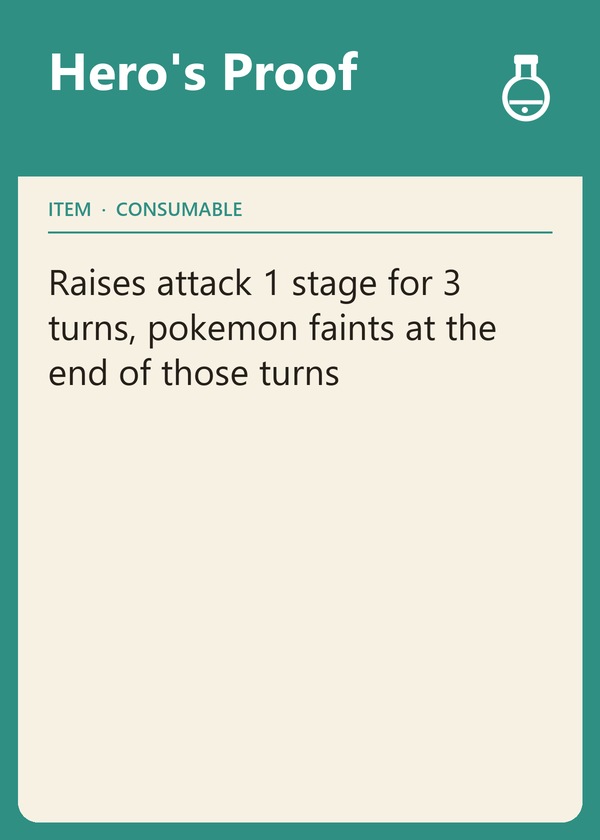 Hero's Proof
ITEM · CONSUMABLE
Raises attack 1 stage for 3
turns, pokemon faints at the
end of those turns